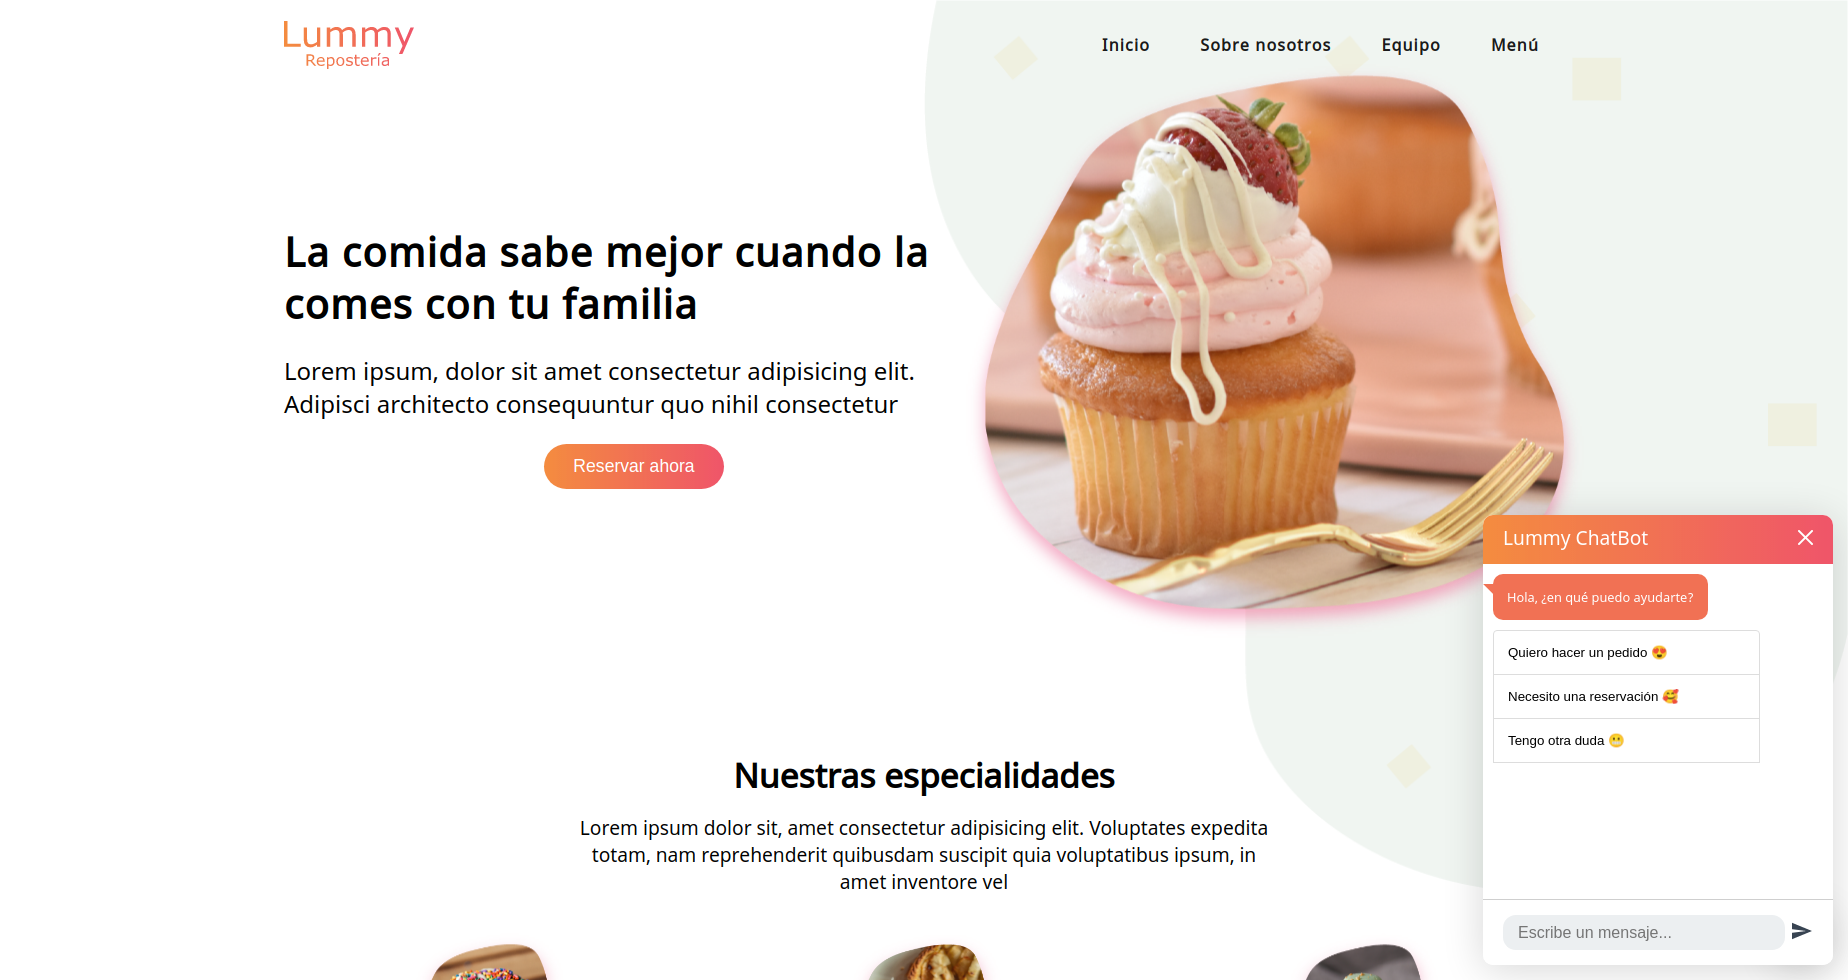 Lummy
Repostería
Inicio
Sobre nosotros
Equipo
Menú
La comida sabe mejor cuando la
comes con tu familia
Lorem ipsum, dolor sit amet consectetur adipisicing elit.
Adipisci architecto consequuntur quo nihil consectetur
Reservar ahora
Nuestras especialidades
Lorem ipsum dolor sit, amet consectetur adipisicing elit. Voluptates expedita
totam, nam reprehenderit quibusdam suscipit quia voluptatibus ipsum, in
amet inventore vel
Lummy ChatBot
Hola, ¿en qué puedo ayudarte?
Quiero hacer un pedido 😍
Necesito una reservación 🥰
Tengo otra duda 😬
Escribe un mensaje...